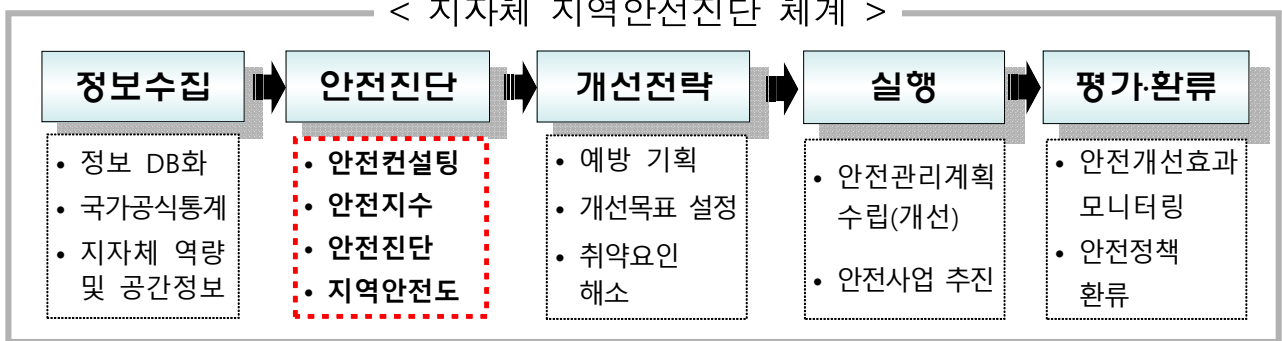 < 지자체 지역안전진단 체계 >
정보수집
안전진단
개선전략
실행
평가·환류
• 정보 DB화
• 국가공식통계
• 지자체 역량
및 공간정보
• 안전컨설팅
• 안전지수
• 안전진단
• 지역안전도
• 예방 기획
• 개선목표 설정
• 취약요인
해소
• 안전관리계획
수립(개선)
• 안전사업 추진
• 안전개선효과
모니터링
• 안전정책
환류